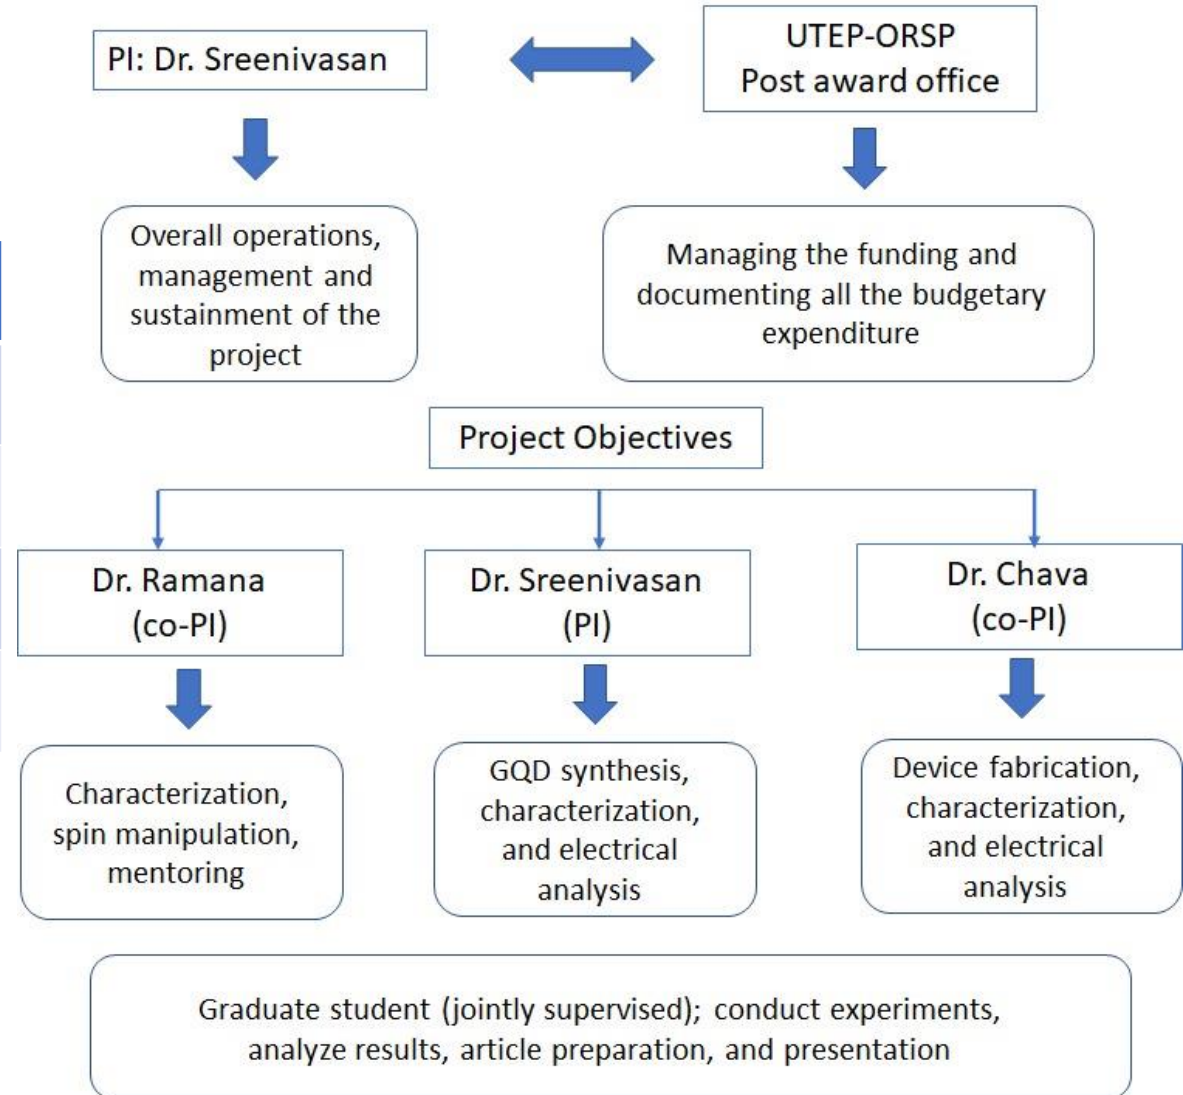 PI: Dr. Sreenivasan
UTEP-ORSP
Post award office
Overall operations,
management and
sustainment of the
project
Managing the funding and
documenting all the budgetary
expenditure
Project Objectives
Dr. Ramana
(co-PI)
Dr. Sreenivasan
(PI)
Dr. Chava
(co-PI)
Characterization,
spin manipulation,
mentoring
GQD synthesis,
characterization,
and electrical
analysis
Device fabrication,
characterization,
and electrical
analysis
Graduate student (jointly supervised); conduct experiments,
analyze results, article preparation, and presentation